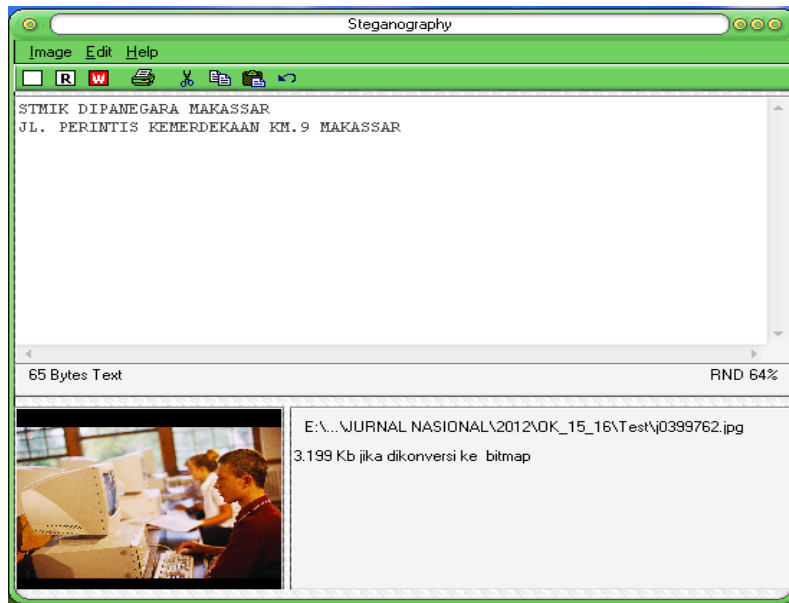 Steganography
Image Edit Help
R W
STMIK DIPANEGARA MAKASSAR
JL. PERINTIS KEMERDEKAAN KM.9 MAKASSAR
65 Bytes Text RND 64%
E:\...\JURNAL NASIONAL\2012\OK_15_16\Test\j0399762.jpg
3.199 Kb jika dikonversi ke bitmap